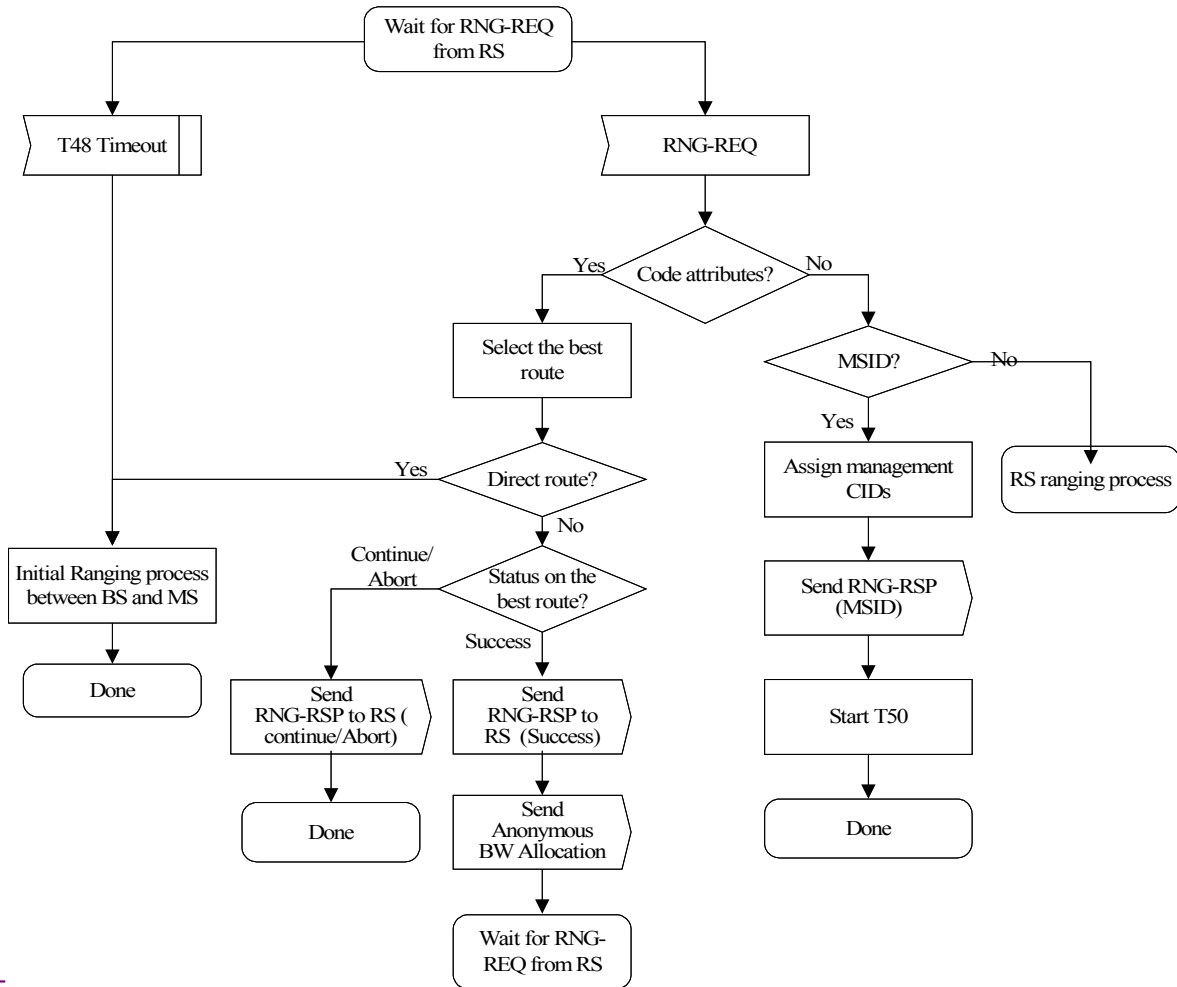 Wait for RNG-REQ
from RS
T48 Timeout
RNG-REQ
Code attributes?
Yes
No
Select the best
route
MSID?
No
Yes
Direct route?
Yes
No
Assign management
CIDs
RS ranging process
Initial Ranging process
between BS and MS
Continue/
Abort
Status on the
best route?
Success
Send RNG-RSP
(MSID)
Done
Send
RNG-RSP to RS (
continue/Abort)
Send
RNG-RSP to
RS (Success)
Start T50
Done
Send
Anonymous
BW Allocation
Done
Wait for RNG-
REQ from RS